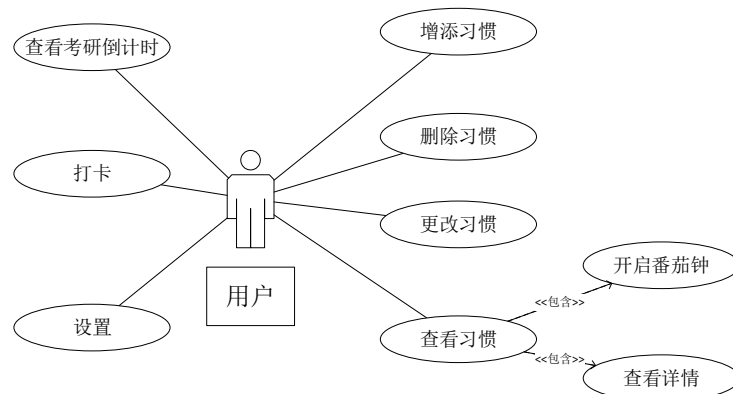 查看考研倒计时
增添习惯
删除习惯
打卡
更改习惯
开启番茄钟
用户
<<包含>>
设置
查看习惯
<<包含>>
查看详情